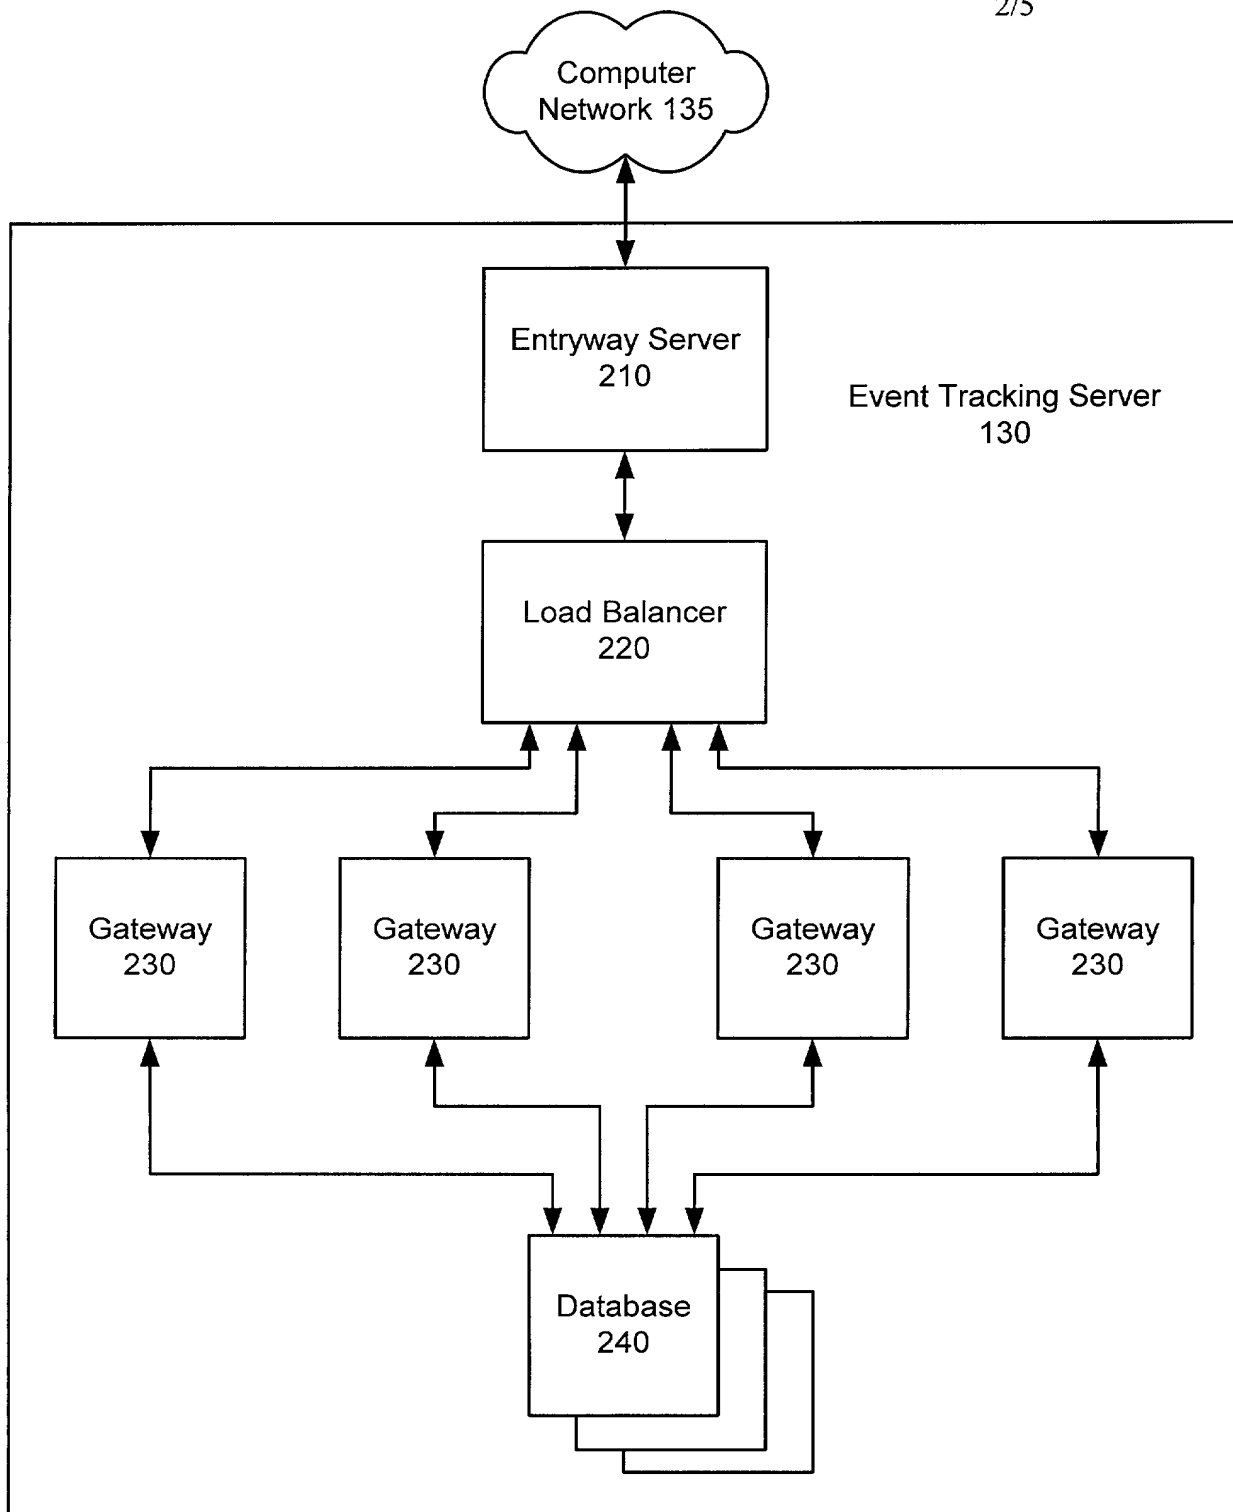 2/5
Computer
Network 135
Entryway Server
210
Event Tracking Server
130
Load Balancer
220
Gateway
230
Gateway
230
Gateway
230
Gateway
230
Database
240